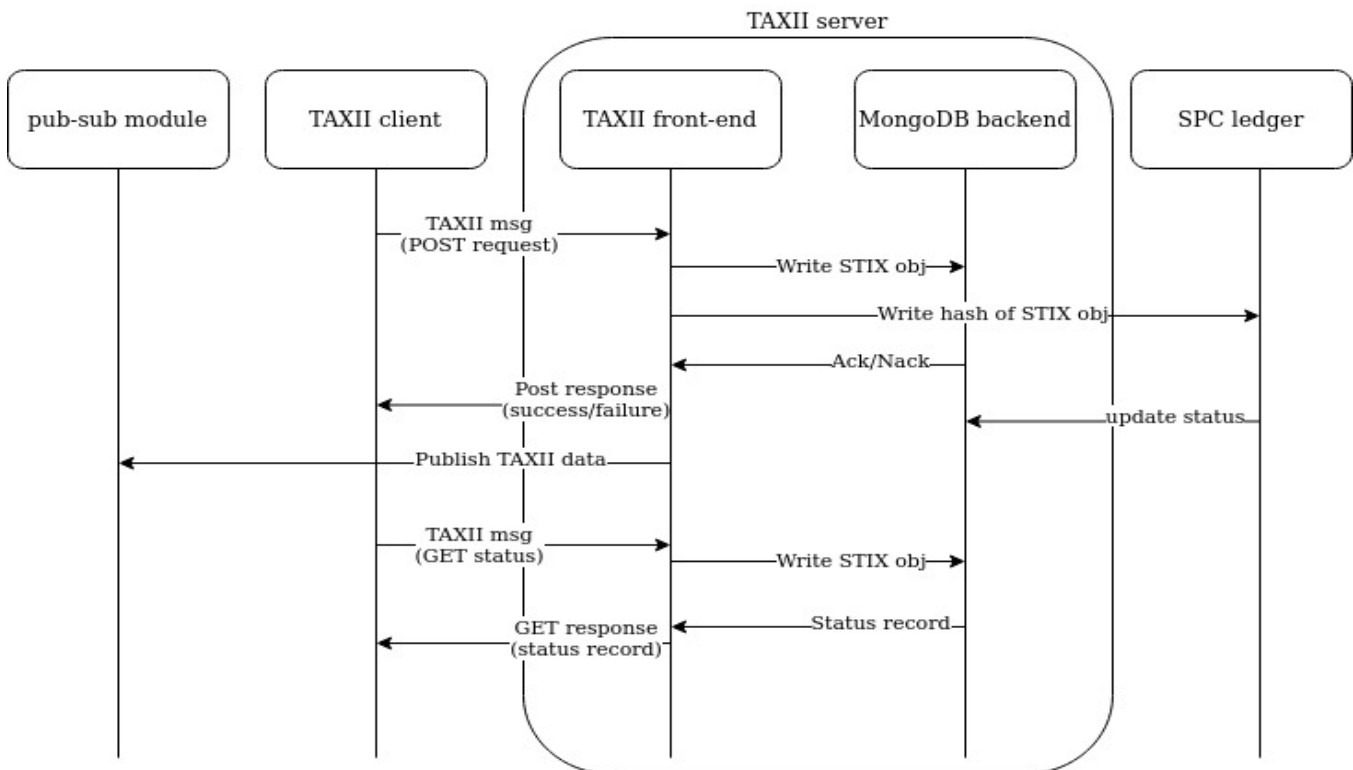 TAXII server
pub-sub module
TAXII client
TAXII front-end
MongoDB backend
SPC ledger
TAXII msg
(POST request)
Write STIX obj
Write hash of STIX obj
Ack/Nack
Post response
(success/failure)
update status
Publish TAXII data
TAXII msg
(GET status)
Write STIX obj
Status record
GET response
(status record)